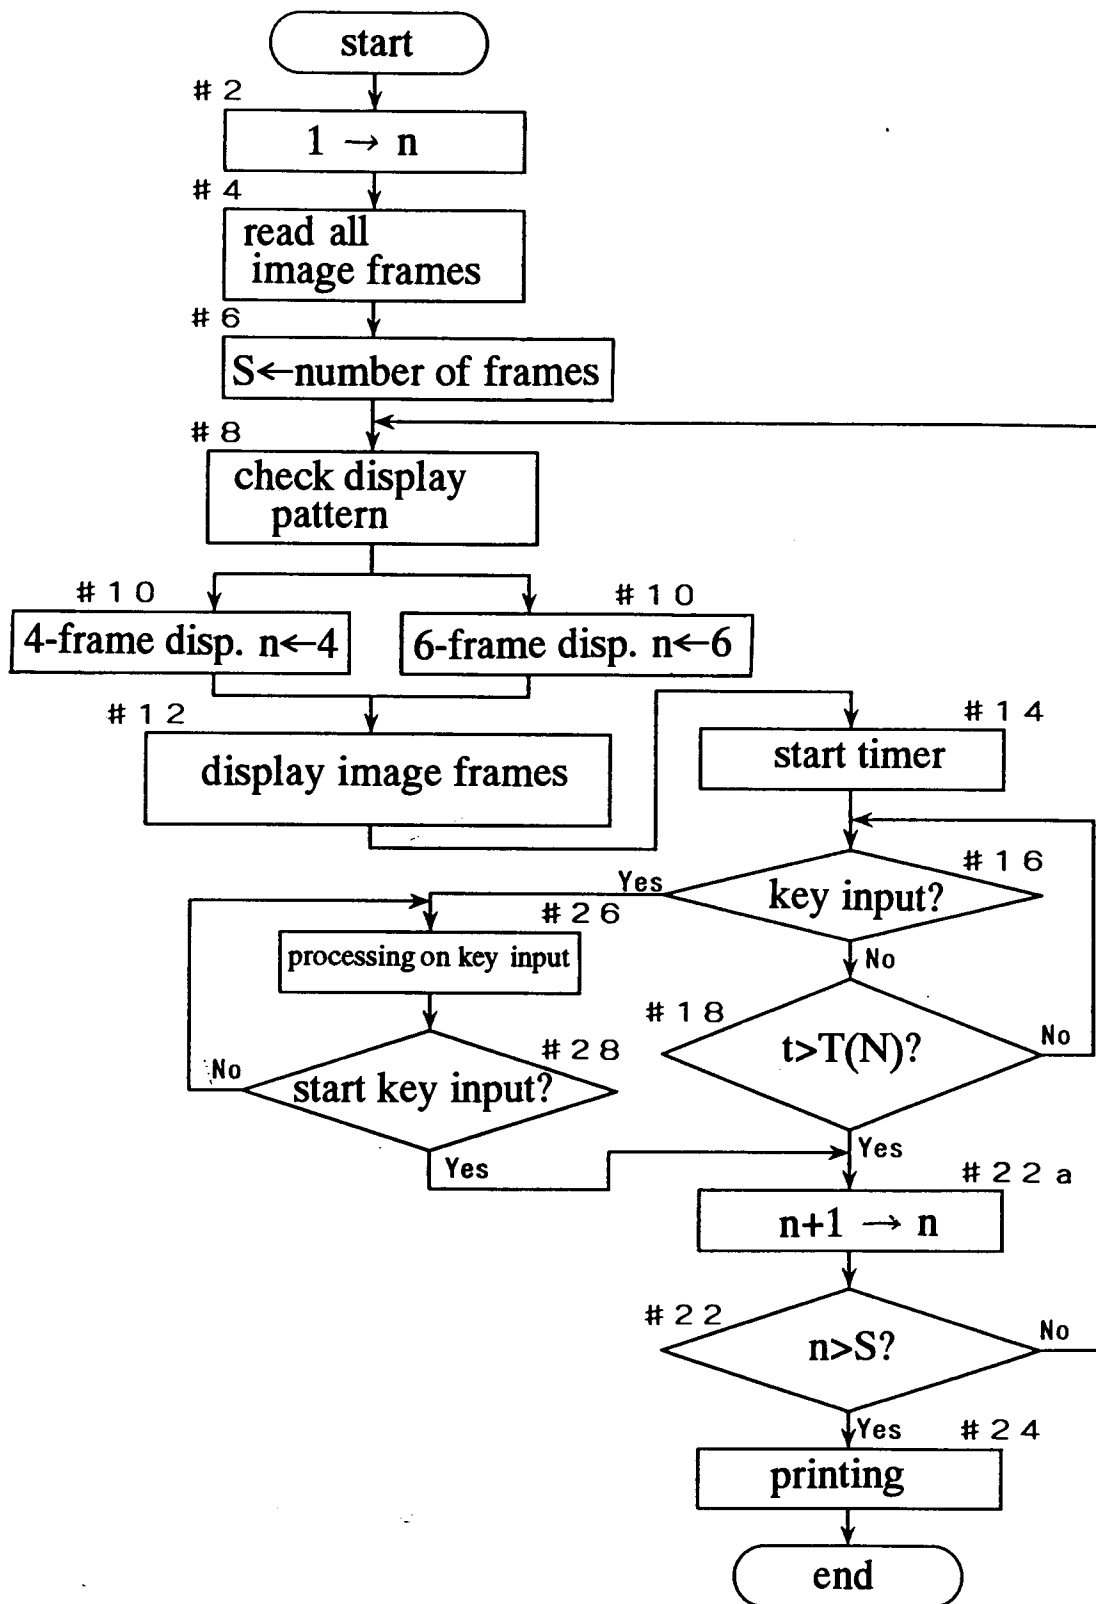 start
#2
1 → n
#4
read all
image frames
#6
S←number of frames
#8
check display
pattern
#10
4-frame disp. n←4
#10
6-frame disp. n←6
#12
display image frames
#14
start timer
#16
key input?
Yes
No
#26
processing on key input
#18
t>T(N)?
No
Yes
#28
start key input?
No
Yes
#22a
n+1 → n
#22
n>S?
No
Yes
#24
printing
end